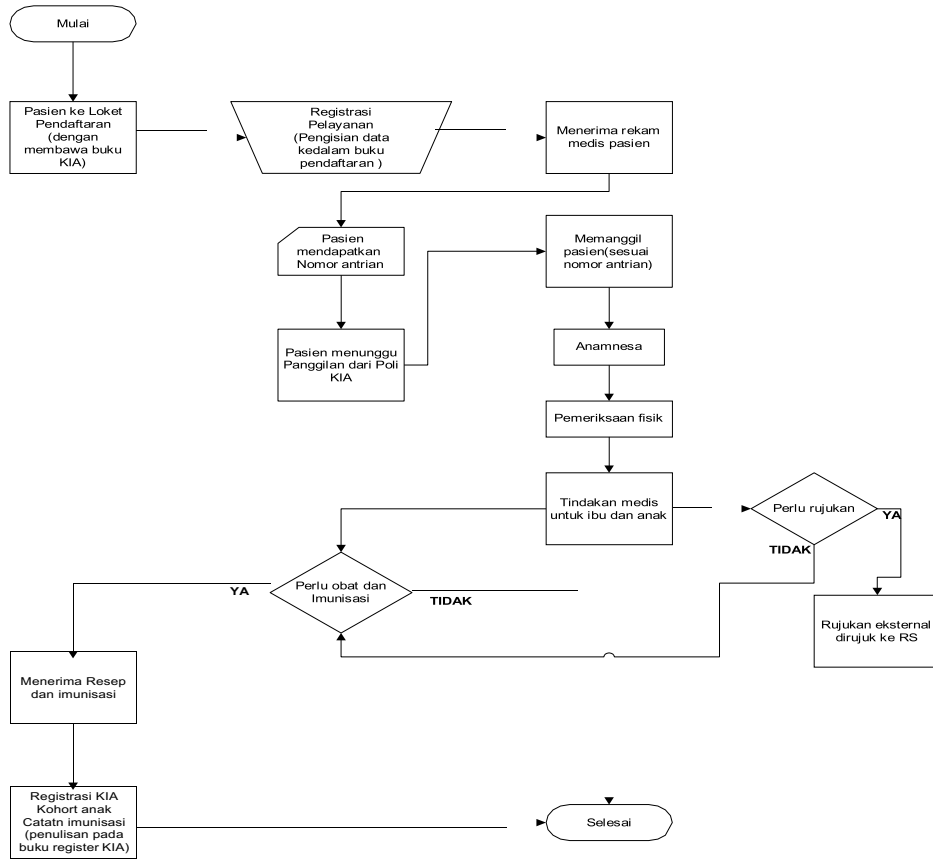 Mulai
Pasien ke Loket
Pendaftaran
(dengan
membawa buku
KIA)
Registrasi
Pelayanan
(Pengisian data
kedalam buku
pendaftaran )
Menerima rekam
medis pasien
Pasien
mendapatkan
Nomor antrian
Memanggil
pasien(sesuai
nomor antrian)
Pasien menunggu
Panggilan dari Poli
KIA
Anamnesa
Pemeriksaan fisik
Tindakan medis
untuk ibu dan anak
Perlu rujukan
YA
TIDAK
Perlu obat dan
Imunisasi
YA
TIDAK
Rujukan eksternal
dirujuk ke RS
Menerima Resep
dan imunisasi
Registrasi KIA
Kohort anak
Catatn imunisasi
(penulisan pada
buku register KIA)
Selesai